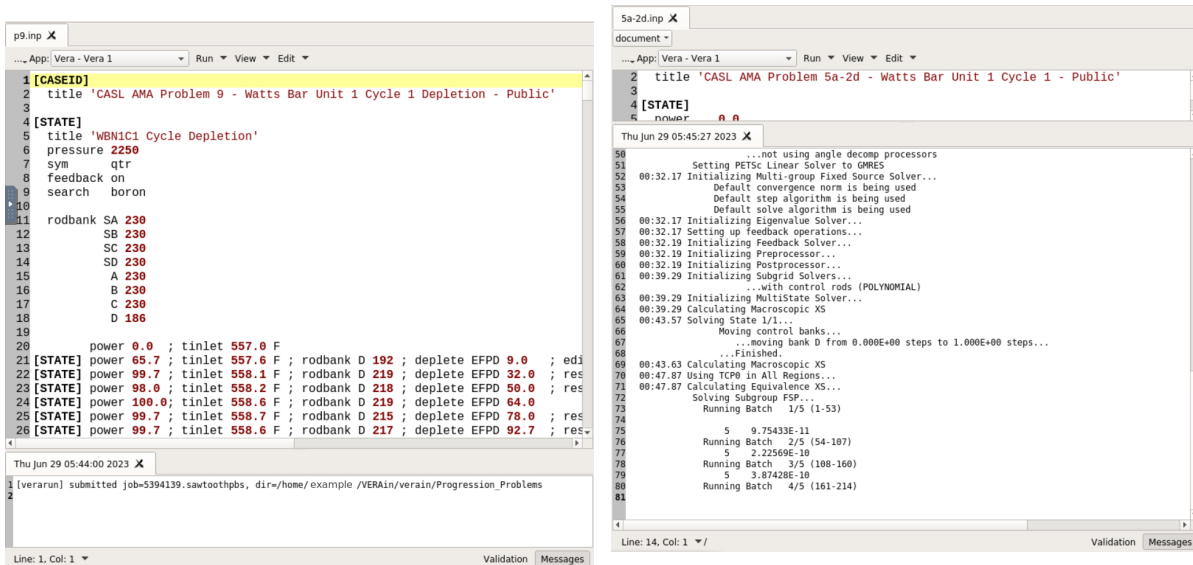 p9.inp
...App: Vera - Vera 1 Run View Edit
1 [CASEID]
2 title 'CASL AMA Problem 9 - Watts Bar Unit 1 Cycle 1 Depletion - Public'
3
4 [STATE]
5 title 'WBN1C1 Cycle Depletion'
6 pressure 2250
7 sym qtr
8 feedback on
9 search boron
10
11 rodbank SA 230
12 SB 230
13 SC 230
14 SD 230
15 A 230
16 B 230
17 C 230
18 D 186
19
20 power 0.0 ; tinlet 557.0 F
21 [STATE] power 65.7 ; tinlet 557.6 F ; rodbank D 192 ; deplete EFPD 9.0 ; edi
22 [STATE] power 99.7 ; tinlet 558.1 F ; rodbank D 219 ; deplete EFPD 32.0 ; res
23 [STATE] power 98.0 ; tinlet 558.2 F ; rodbank D 218 ; deplete EFPD 50.0 ; res
24 [STATE] power 100.0; tinlet 558.6 F ; rodbank D 219 ; deplete EFPD 64.0
25 [STATE] power 99.7 ; tinlet 558.7 F ; rodbank D 215 ; deplete EFPD 78.0 ; res
26 [STATE] power 99.7 ; tinlet 558.6 F ; rodbank D 217 ; deplete EFPD 92.7 ; res
Thu Jun 29 05:44:00 2023
1 [verarun] submitted job=5394139.sawtoothpbs, dir=/home/ example /VERAin/verain/Progression_Problems
2
Line: 1, Col: 1 Validation Messages
5a-2d.inp
document
...App: Vera - Vera 1 Run View Edit
2 title 'CASL AMA Problem 5a-2d - Watts Bar Unit 1 Cycle 1 - Public'
3
4 [STATE]
5 power 0.0
Thu Jun 29 05:45:27 2023
50 ...not using angle decomp processors
51 Setting PETSc Linear Solver to GMRES
52 00:32.17 Initializing Multi-group Fixed Source Solver...
53 Default convergence norm is being used
54 Default step algorithm is being used
55 Default solve algorithm is being used
56 00:32.17 Initializing Eigenvalue Solver...
57 00:32.17 Setting up feedback operations...
58 00:32.19 Initializing Feedback Solver...
59 00:32.19 Initializing Preprocessor...
60 00:32.19 Initializing Postprocessor...
61 00:39.29 Initializing Subgrid Solvers...
62 ...with control rods (POLYNOMIAL)
63 00:39.29 Initializing MultiState Solver...
64 00:39.29 Calculating Macroscopic XS
65 00:43.57 Solving State 1/1...
66 Moving control banks...
67 ...moving bank D from 0.000E+00 steps to 1.000E+00 steps...
68 ...Finished.
69 00:43.63 Calculating Macroscopic XS
70 00:47.87 Using TCP0 in All Regions...
71 00:47.87 Calculating Equivalence XS...
72 Solving Subgroup FSP...
73 Running Batch 1/5 (1-53)
74
75 5 9.75433E-11
76 Running Batch 2/5 (54-107)
77 5 2.22569E-10
78 Running Batch 3/5 (108-160)
79 5 3.87428E-10
80 Running Batch 4/5 (161-214)
81
Line: 14, Col: 1 / Validation Messages